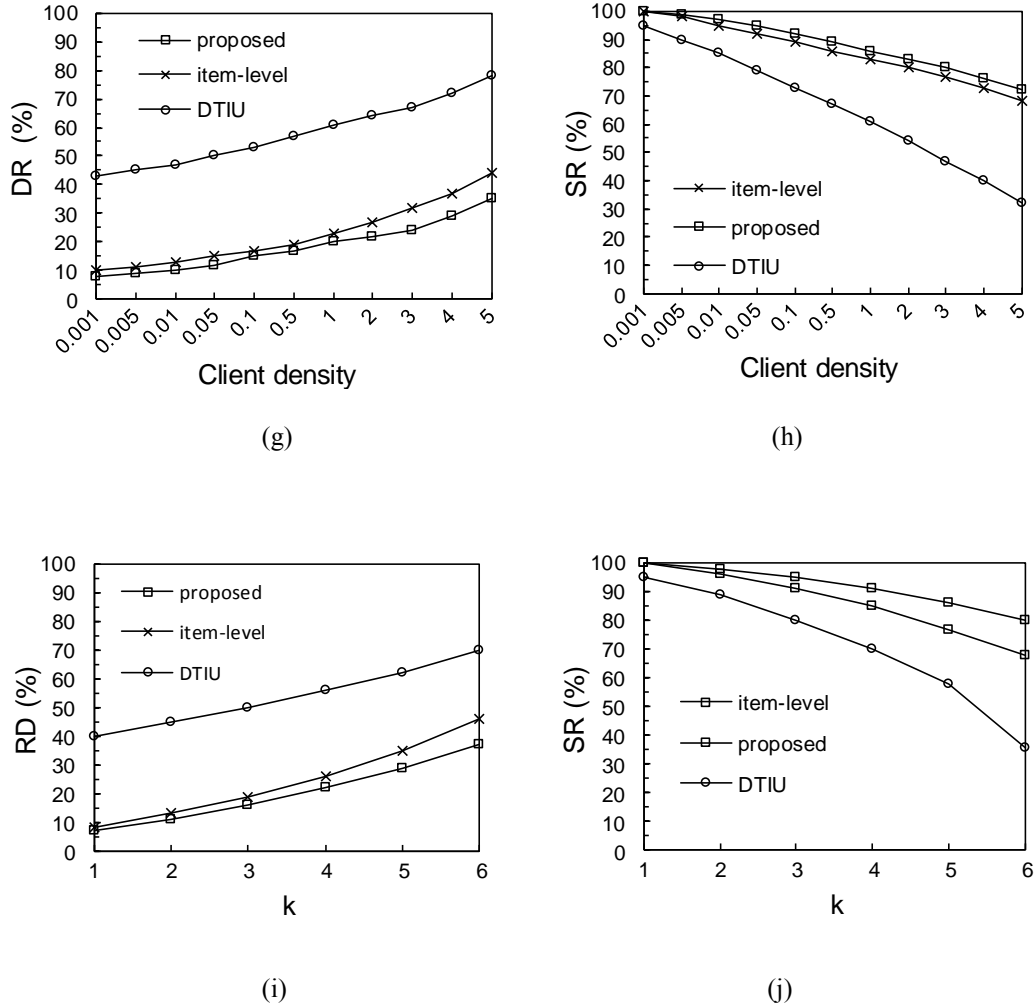 100
90
80
70
60
50
40
30
20
10
0
DR (%)
proposed
item-level
DTIU
0.001 0.005 0.01 0.05 0.1 0.5 1 2 3 4 5
Client density
(g)
100
90
80
70
60
50
40
30
20
10
0
SR (%)
item-level
proposed
DTIU
0.001 0.005 0.01 0.05 0.1 0.5 1 2 3 4 5
Client density
(h)
100
90
80
70
60
50
40
30
20
10
0
RD (%)
proposed
item-level
DTIU
1 2 3 4 5 6
k
(i)
100
90
80
70
60
50
40
30
20
10
0
SR (%)
item-level
proposed
DTIU
1 2 3 4 5 6
k
(j)